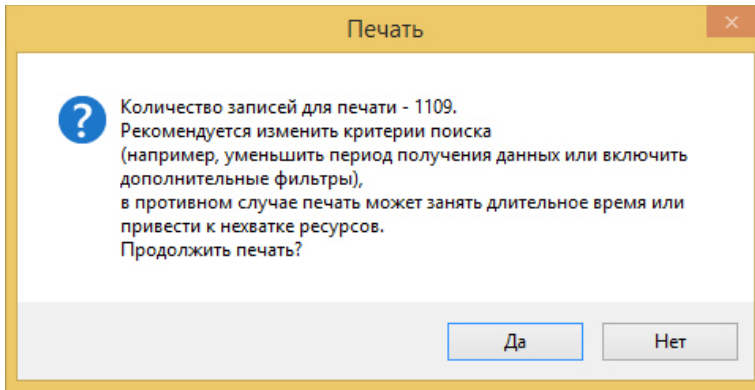 Печать
Количество записей для печати - 1109.
Рекомендуется изменить критерии поиска
(например, уменьшить период получения данных или включить
дополнительные фильтры),
в противном случае печать может занять длительное время или
привести к нехватке ресурсов.
Продолжить печать?
Да
Нет